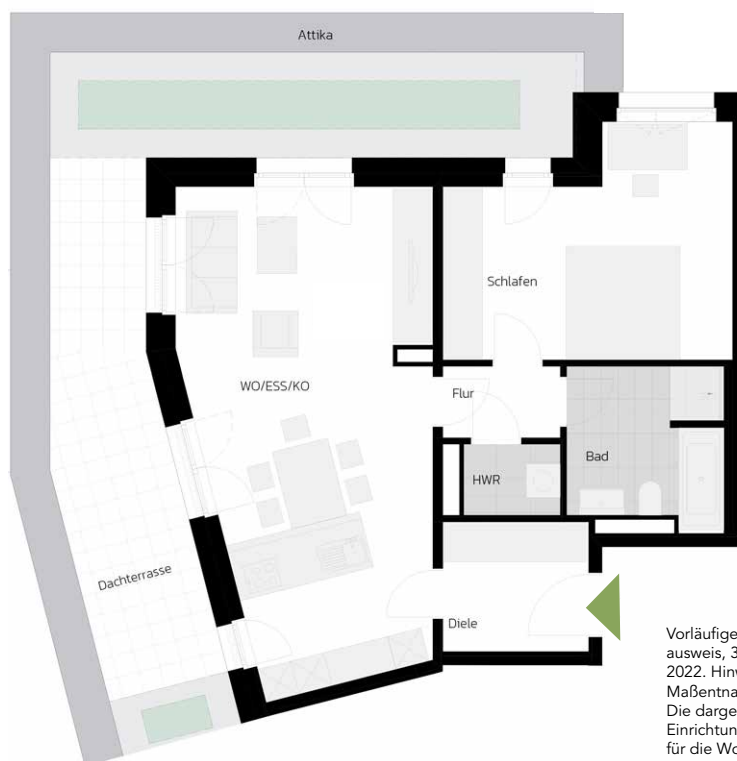 Attika
Schlafen
WO/ESS/KO
Flur
Bad
HWR
Dachterrasse
Diele
Vorläufige
ausweis, 3
2022. Hinw
Maßentna
Die darge
Einrichtun
für die Wo